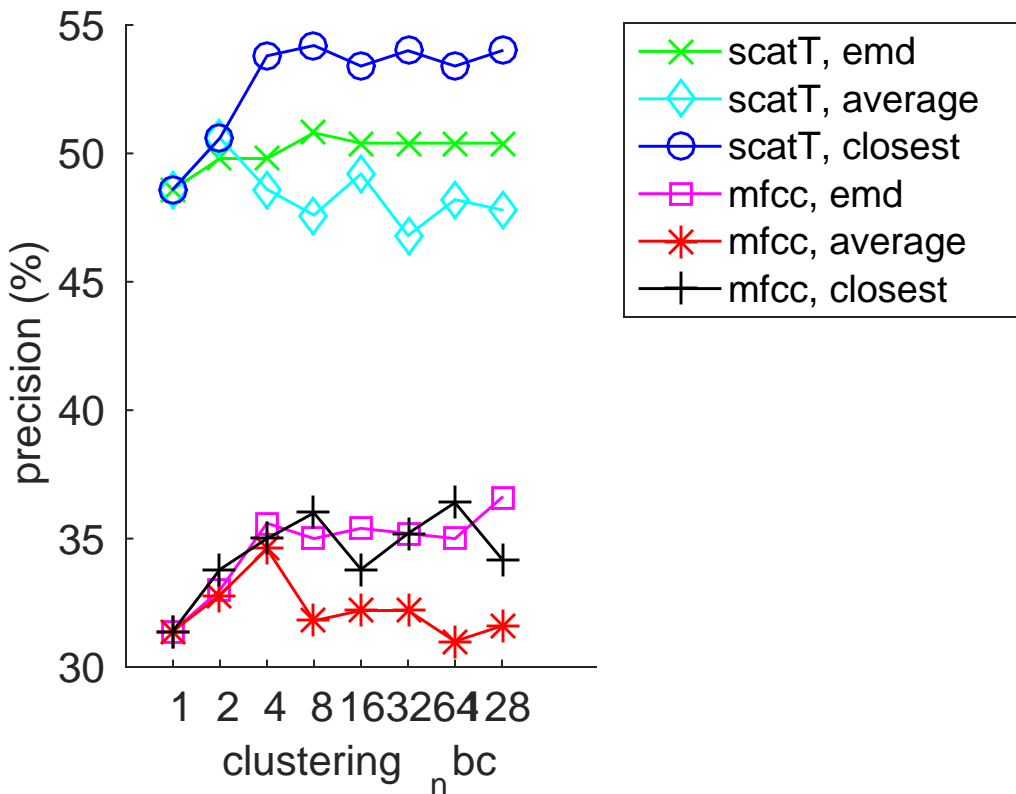 55
50
45
40
35
30
precision (%)
1 2 4 8 16 32 64 128
clustering n bc
scatT, emd
scatT, average
scatT, closest
mfcc, emd
mfcc, average
mfcc, closest